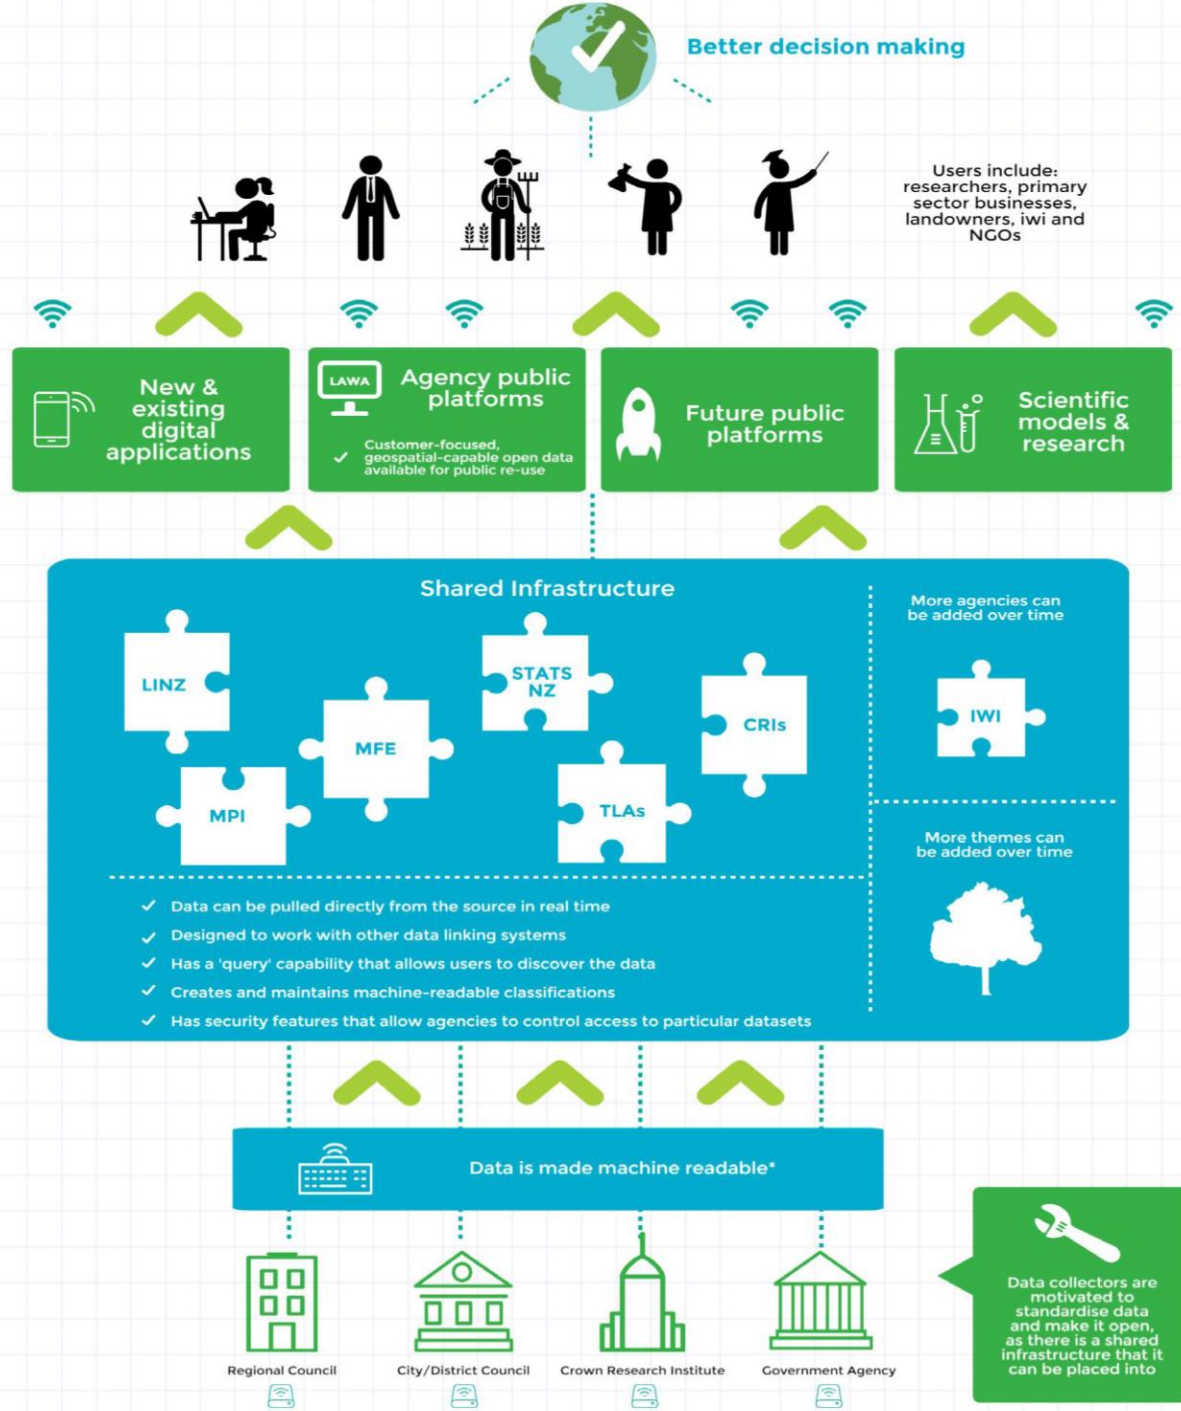 Better decision making
Users include:
researchers, primary
sector businesses,
landowners, iwi and
NGOs
New &
existing
digital
applications
LAWA
Agency public
platforms
Customer-focused,
geospatial-capable open data
available for public re-use
Future public
platforms
Scientific
models &
research
Shared Infrastructure
LINZ
MPI
MFE
STATS
NZ
TLAs
CRIs
More agencies can
be added over time
IWI
More themes can
be added over time
Data can be pulled directly from the source in real time
Designed to work with other data linking systems
Has a 'query' capability that allows users to discover the data
Creates and maintains machine-readable classifications
Has security features that allow agencies to control access to particular datasets
Data is made machine readable*
Regional Council
City/District Council
Crown Research Institute
Government Agency
Data collectors are
motivated to
standardise data
and make it open,
as there is a shared
infrastructure that it
can be placed into